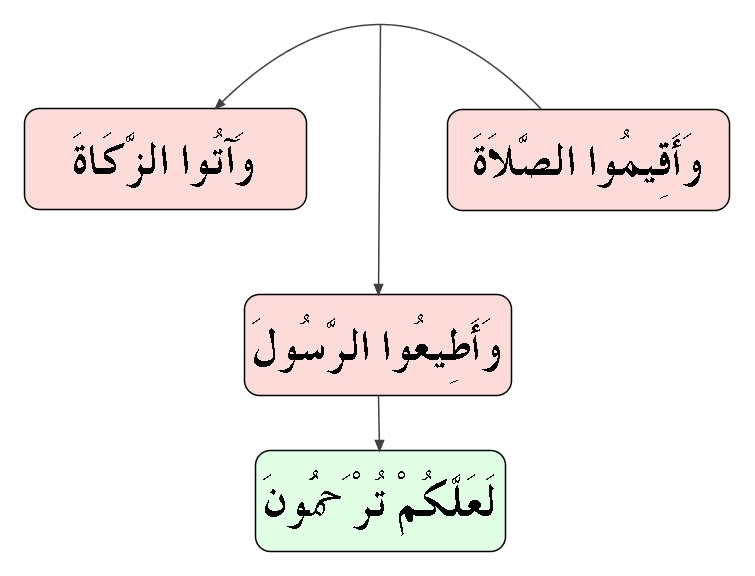 وَأَقِيمُوا الصَّلَاةَ
وَآتُوا الزَّكَاةَ
وَأَطِيعُوا الرَّسُولَ
لَعَلَّكُمْ تُرْحَمُونَ